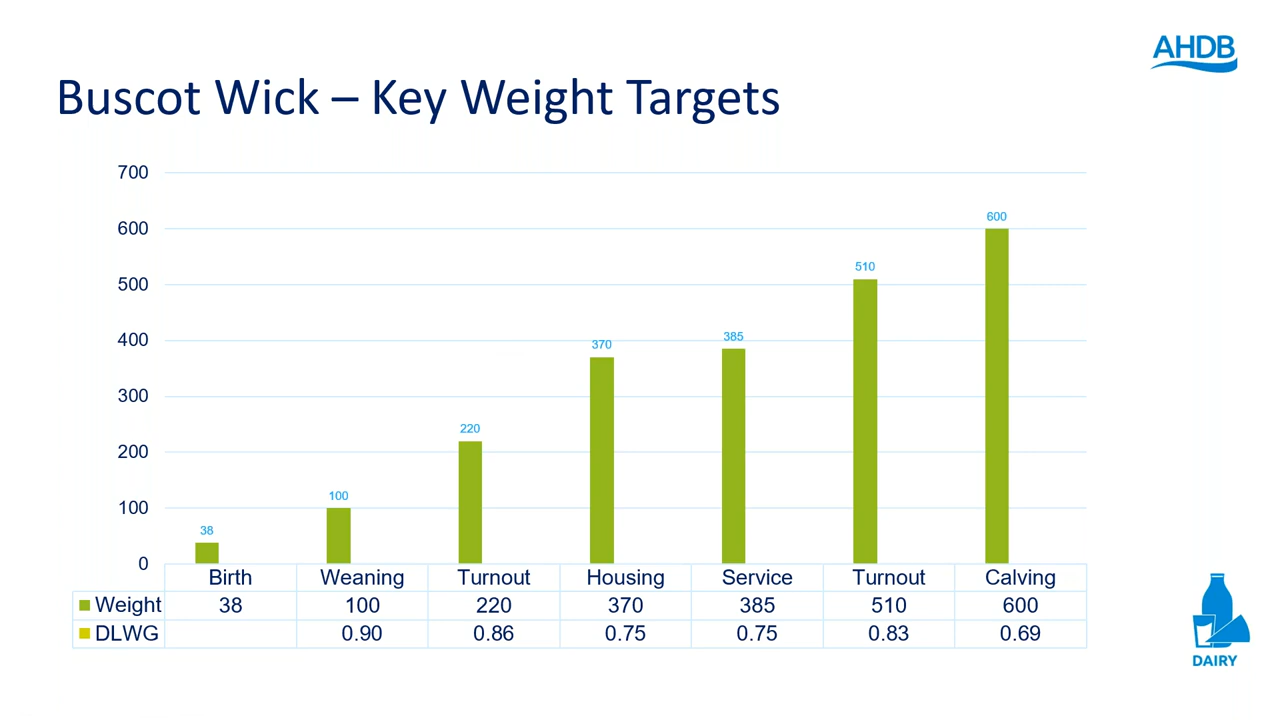 AHDB
Buscot Wick – Key Weight Targets
700
600
500
400
300
200
100
0
38
100
220
370
385
510
600
Birth Weaning Turnout Housing Service Turnout Calving
Weight 38 100 220 370 385 510 600
DLWG 0.90 0.86 0.75 0.75 0.83 0.69
DAIRY